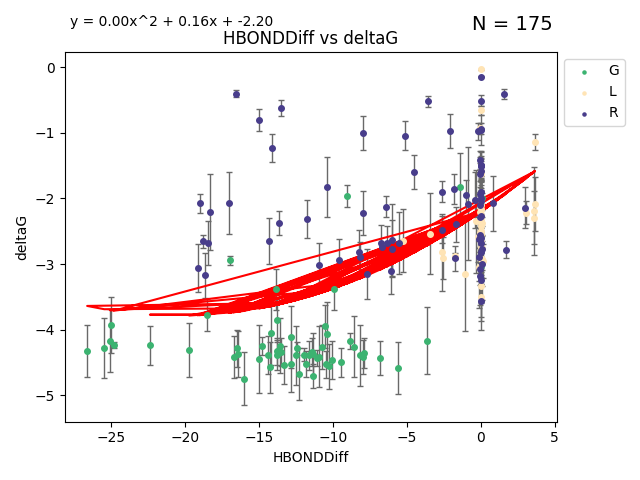 y = 0.00x^2 + 0.16x + -2.20
N = 175
HBONDDiff vs deltaG
deltaG
0
−1
−2
−3
−4
−5
−25
−20
−15
−10
−5
0
5
HBONDDiff
G
L
R